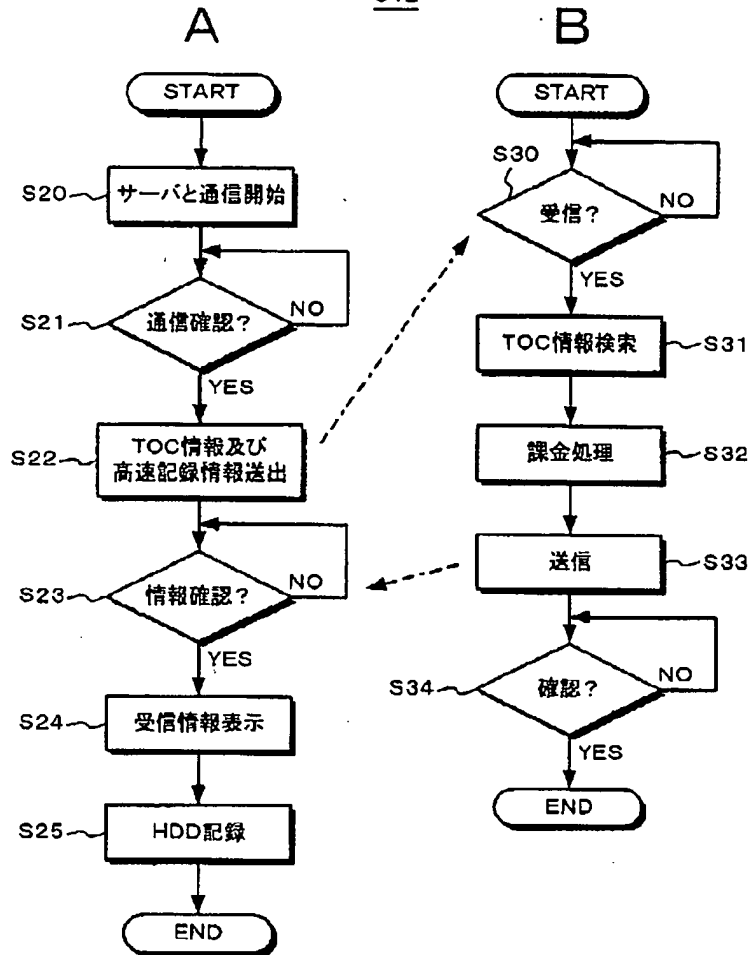 A
START
S20
サーバと通信開始
S21
通信確認?
NO
YES
S22
TOC情報及び
高速記録情報送出
S23
情報確認?
NO
YES
S24
受信情報表示
S25
HDD記録
END
B
START
S30
受信?
NO
YES
TOC情報検索
S31
課金処理
S32
送信
S33
S34
確認?
NO
YES
END